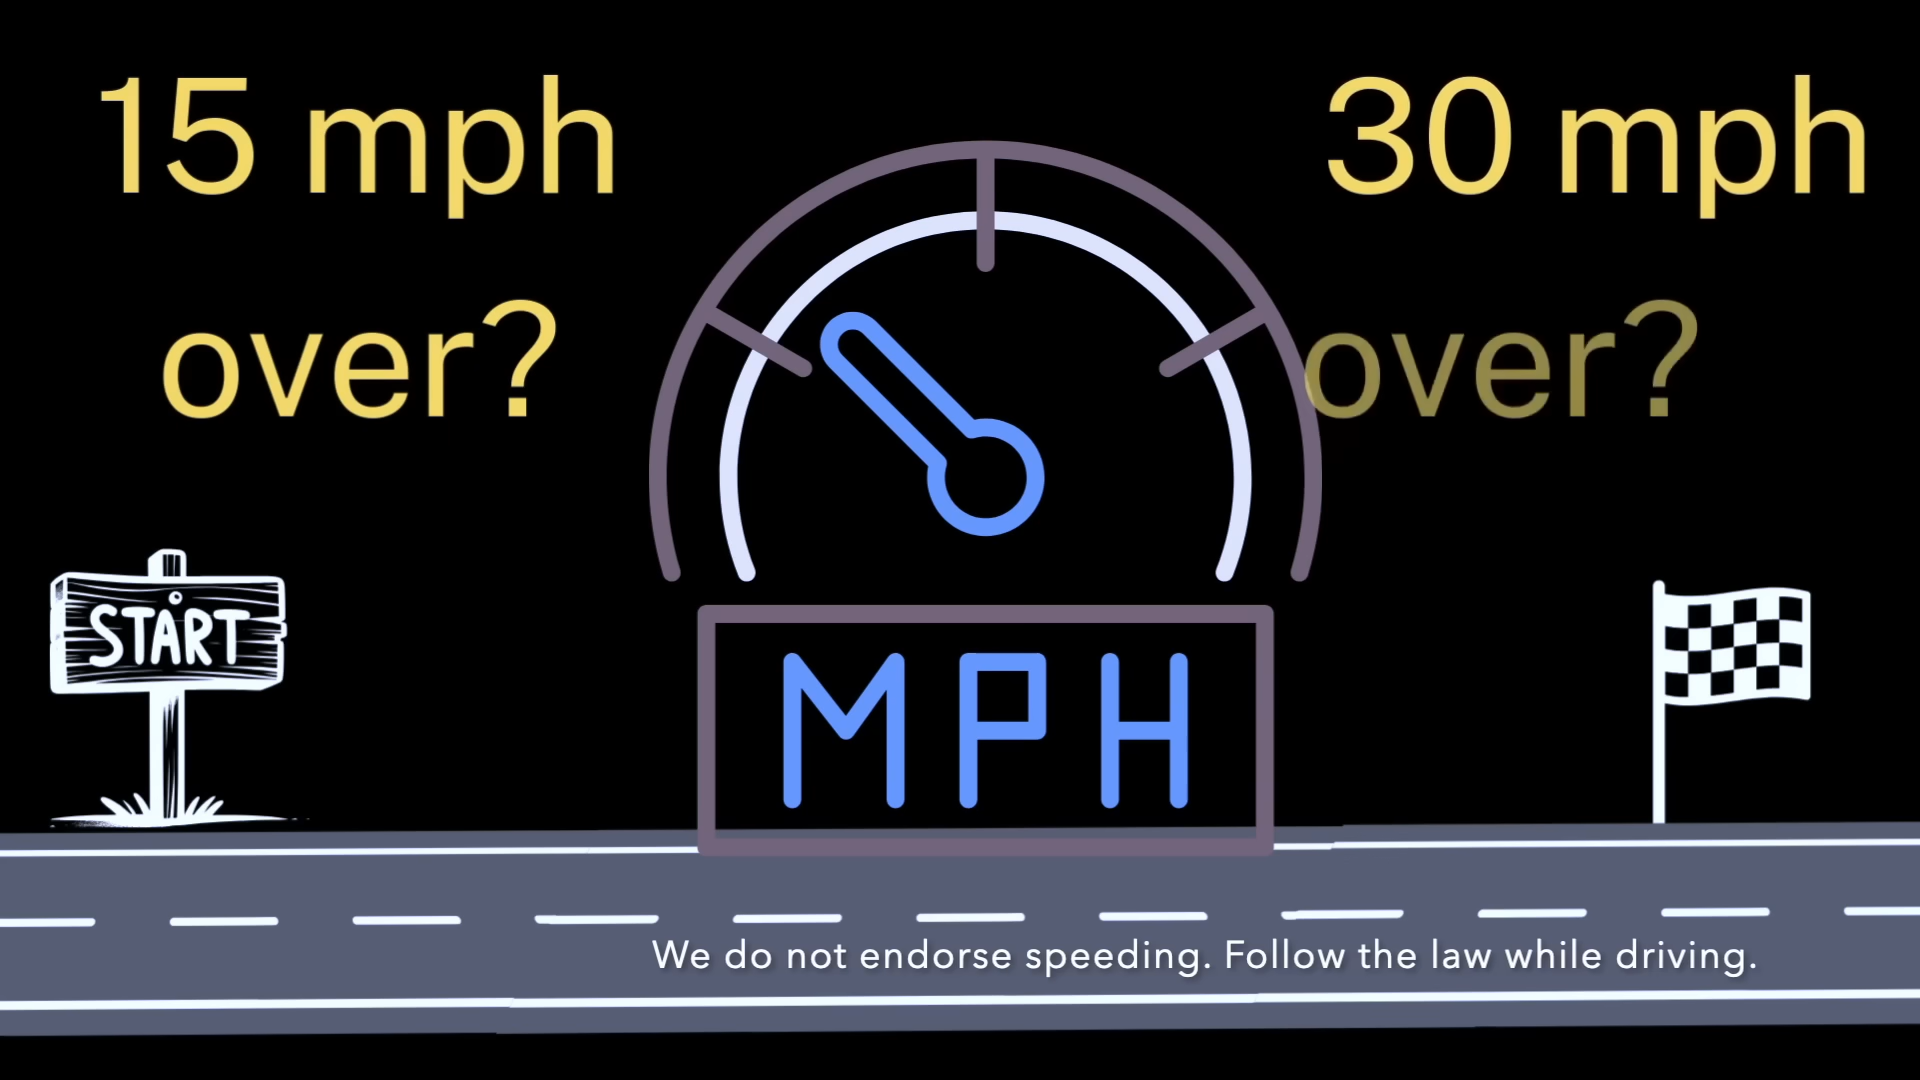 15 mph
over?
30 mph
over?
START
MPH
We do not endorse speeding. Follow the law while driving.